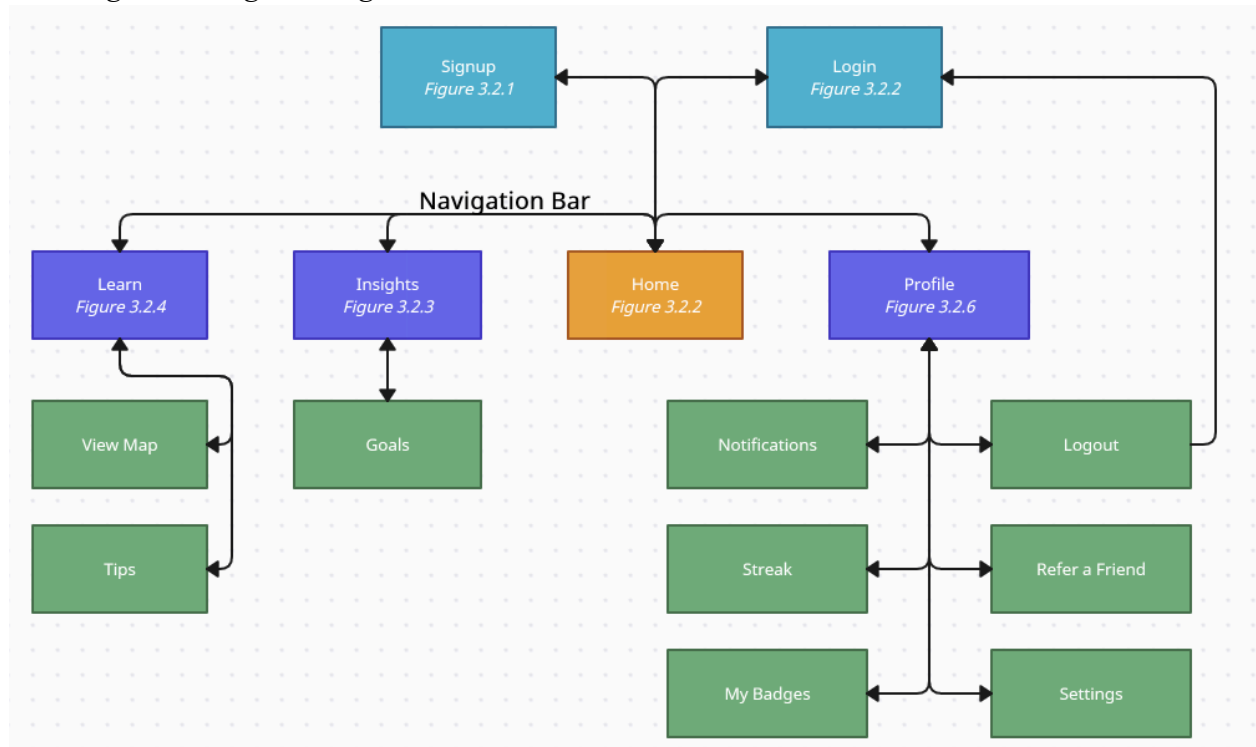 Signup
Figure 3.2.1
Login
Figure 3.2.2
Navigation Bar
Learn
Figure 3.2.4
Insights
Figure 3.2.3
Home
Figure 3.2.2
Profile
Figure 3.2.6
View Map
Goals
Notifications
Logout
Tips
Streak
Refer a Friend
My Badges
Settings